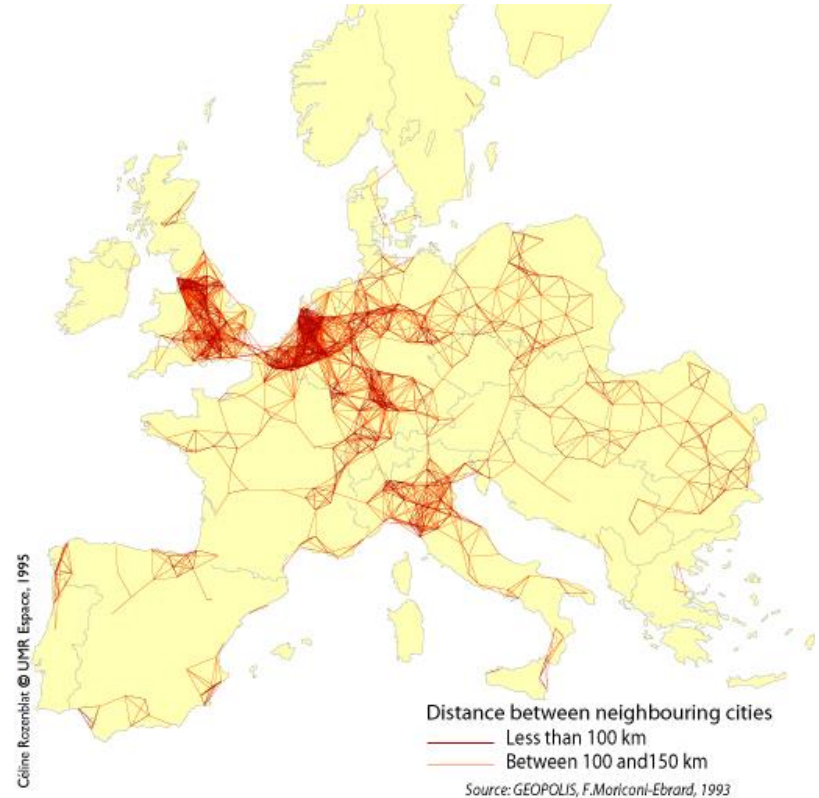 Céline Rozenblat © UMR Espace, 1995
Distance between neighbouring cities
Less than 100 km
Between 100 and150 km
Source: GEOPOLIS, F.Moriconi-Ebrard, 1993